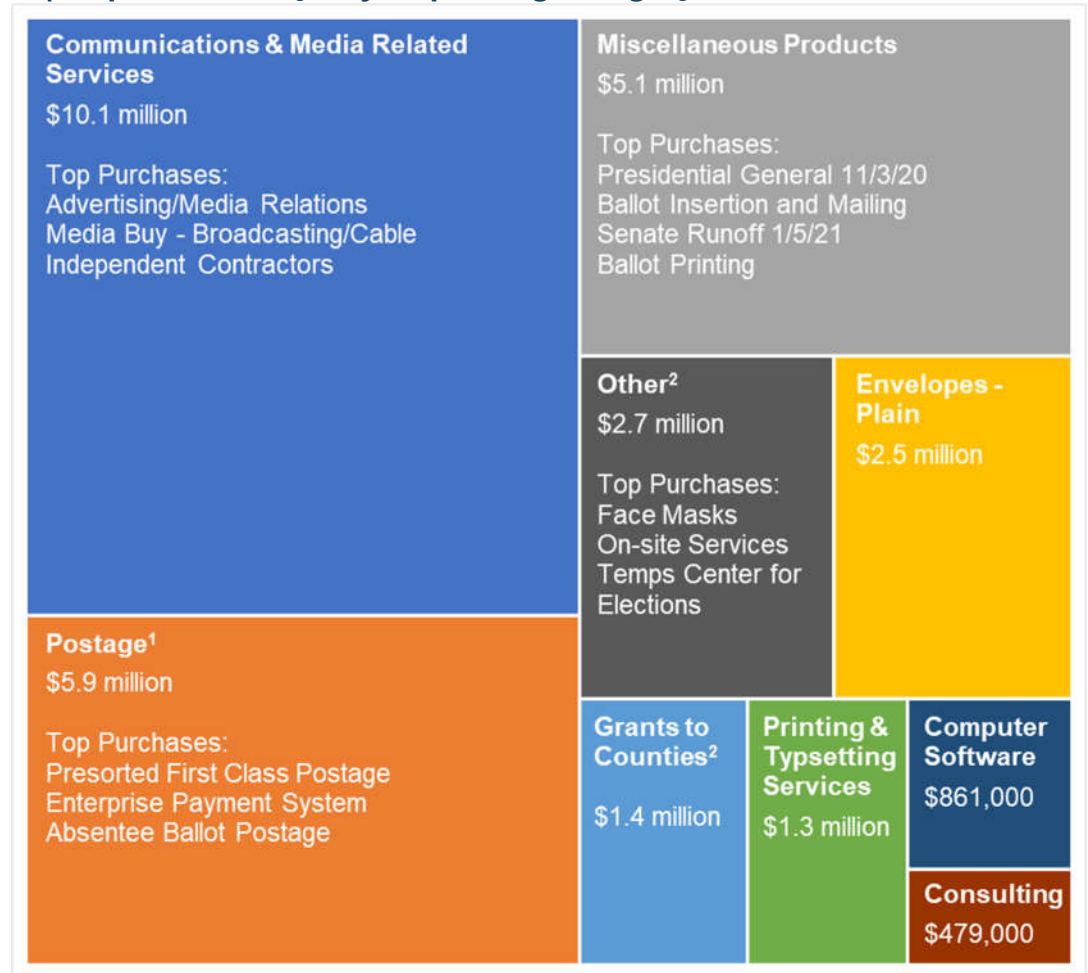 Communications & Media Related
Services
$10.1 million
Top Purchases:
Advertising/Media Relations
Media Buy - Broadcasting/Cable
Independent Contractors
Miscellaneous Products
$5.1 million
Top Purchases:
Presidential General 11/3/20
Ballot Insertion and Mailing
Senate Runoff 1/5/21
Ballot Printing
Other²
$2.7 million
Top Purchases:
Face Masks
On-site Services
Temps Center for
Elections
Envelopes -
Plain
$2.5 million
Postage¹
$5.9 million
Top Purchases:
Presorted First Class Postage
Enterprise Payment System
Absentee Ballot Postage
Grants to
Counties²
$1.4 million
Printing &
Typsetting
Services
$1.3 million
Computer
Software
$861,000
Consulting
$479,000